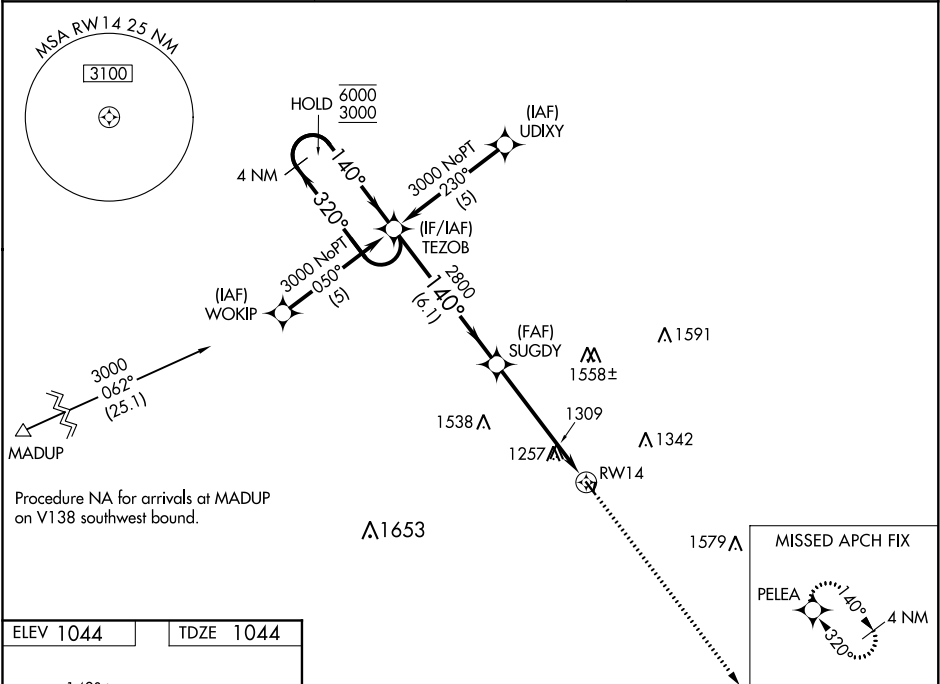 MSA RW14 25 NM
3100
HOLD
6000
3000
4 NM
140°
320°
(IAF)
UDIXY
3000 NoPT
230°
(5)
(IF/IAF)
TEZOB
3000 NoPT
050°
(5)
(IAF)
WOKIP
2800
140°
(6.1)
(FAF)
SUGDY
1591
1558±
3000
062°
(25.1)
MADUP
1538
1309
1257
1342
RW14
Procedure NA for arrivals at MADUP
on V138 southwest bound.
1653
1579
MISSED APCH FIX
PELEA
140°
320°
4 NM
ELEV 1044
TDZE 1044